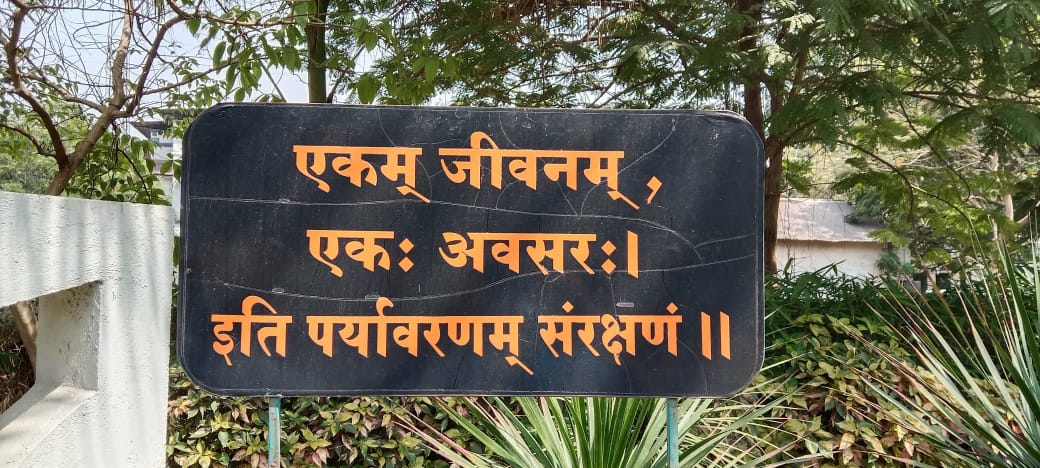 एकम् जीवनम्,
एकः अवसरः।
इति पर्यावरणम् संरक्षणं ।।